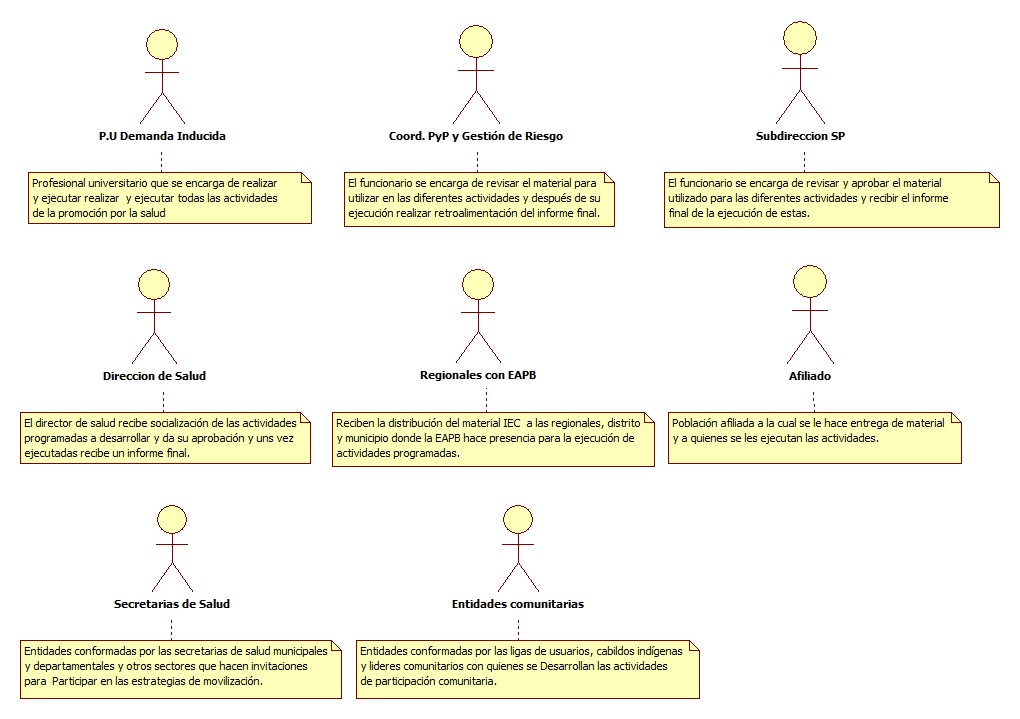 P.U Demanda Inducida
Profesional universitario que se encarga de realizar
y ejecutar realizar y ejecutar todas las actividades
de la promoción por la salud
Coord. PyP y Gestión de Riesgo
El funcionario se encarga de revisar el material para
utilizar en las diferentes actividades y después de su
ejecución realizar retroalimentación del informe final.
Subdireccion SP
El funcionario se encarga de revisar y aprobar el material
utilizado para las diferentes actividades y recibir el informe
final de la ejecución de estas.
Direccion de Salud
El director de salud recibe socialización de las actividades
programadas a desarrollar y da su aprobación y uns vez
ejecutadas recibe un informe final.
Regionales con EAPB
Reciben la distribución del material IEC a las regionales, distrito
y municipio donde la EAPB hace presencia para la ejecución de
actividades programadas.
Afiliado
Población afiliada a la cual se le hace entrega de material
y a quienes se les ejecutan las actividades.
Secretarias de Salud
Entidades conformadas por las secretarias de salud municipales
y departamentales y otros sectores que hacen invitaciones
para Participar en las estrategias de movilización.
Entidades comunitarias
Entidades conformadas por las ligas de usuarios, cabildos indígenas
y lideres comunitarios con quienes se Desarrollan las actividades
de participación comunitaria.